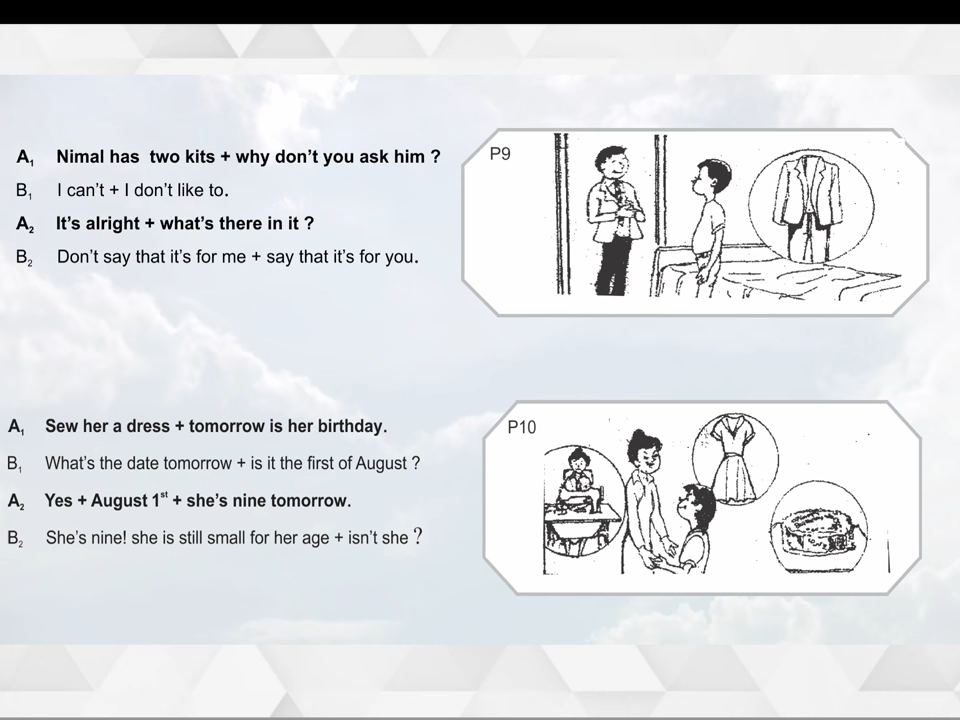 A1 Nimal has two kits + why don't you ask him ?
B1 I can't + I don't like to.
A2 It's alright + what's there in it ?
B2 Don't say that it's for me + say that it's for you.
P9
A1 Sew her a dress + tomorrow is her birthday.
B1 What's the date tomorrow + is it the first of August ?
A2 Yes + August 1st + she's nine tomorrow.
B2 She's nine! she is still small for her age + isn't she ?
P10